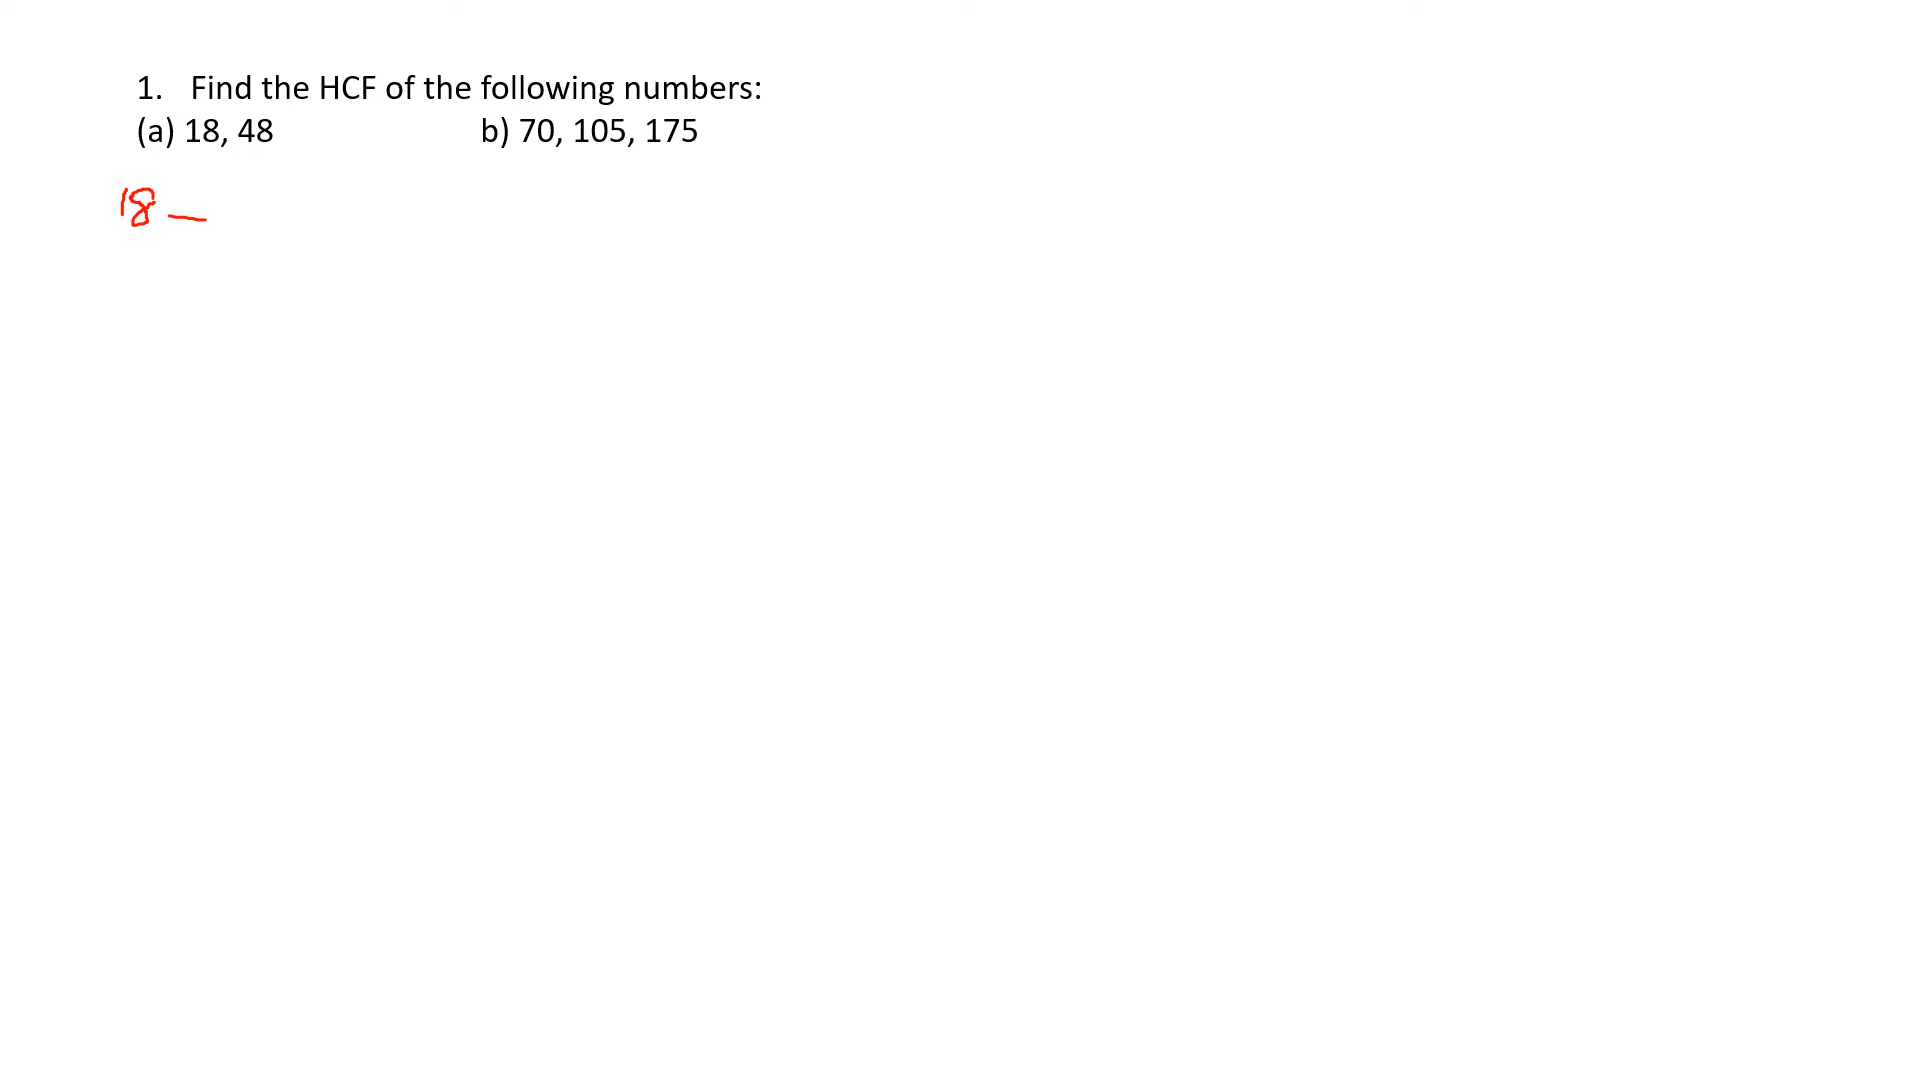 1. Find the HCF of the following numbers:
(a) 18, 48 b) 70, 105, 175
18 —